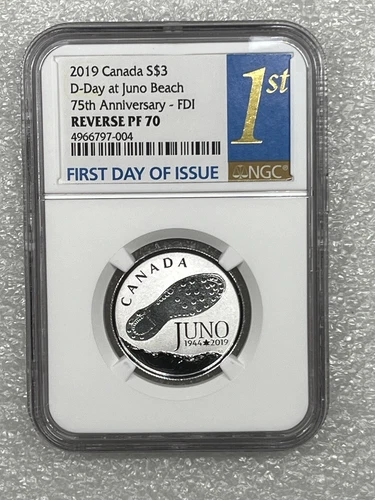 2019 Canada S$3
D-Day at Juno Beach
75th Anniversary - FDI
REVERSE PF 70
4966797-004
FIRST DAY OF ISSUE
1st
NGC®
CANADA
JUNO
1944★2019